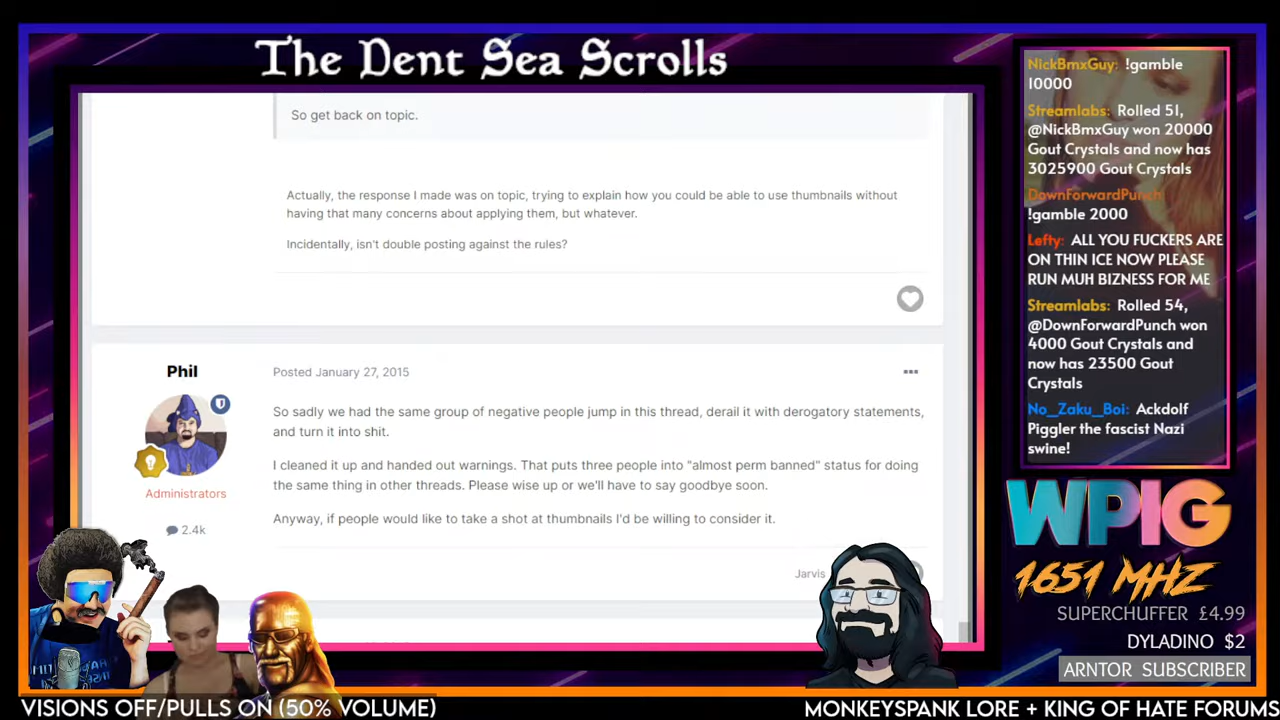 The Dent Sea Scrolls
So get back on topic.
Actually, the response I made was on topic, trying to explain how you could be able to use thumbnails without
having that many concerns about applying them, but whatever.
Incidentally, isn't double posting against the rules?
Phil
Posted January 27, 2015
So sadly we had the same group of negative people jump in this thread, derail it with derogatory statements,
and turn it into shit.
I cleaned it up and handed out warnings. That puts three people into "almost perm banned" status for doing
the same thing in other threads. Please wise up or we'll have to say goodbye soon.
Administrators
2.4k
Anyway, if people would like to take a shot at thumbnails I'd be willing to consider it.
Jarvis
NickBmxGuy: !gamble
10000
Streamlabs: Rolled 51,
@NickBmxGuy won 20000
Gout Crystals and now has
3025900 Gout Crystals
DownForwardPunch:
!gamble 2000
Lefty: ALL YOU FUCKERS ARE
ON THIN ICE NOW PLEASE
RUN MUH BIZNESS FOR ME
Streamlabs: Rolled 54,
@DownForwardPunch won
4000 Gout Crystals and
now has 23500 Gout
Crystals
No_Zaku_Boi: Ackdolf
Piggler the fascist Nazi
swine!
WPIG
1651 MHZ
SUPERCHUFFER £4.99
DYLADINO $2
ARNTOR SUBSCRIBER
VISIONS OFF/PULLS ON (50% VOLUME)
MONKEYSPANK LORE + KING OF HATE FORUMS